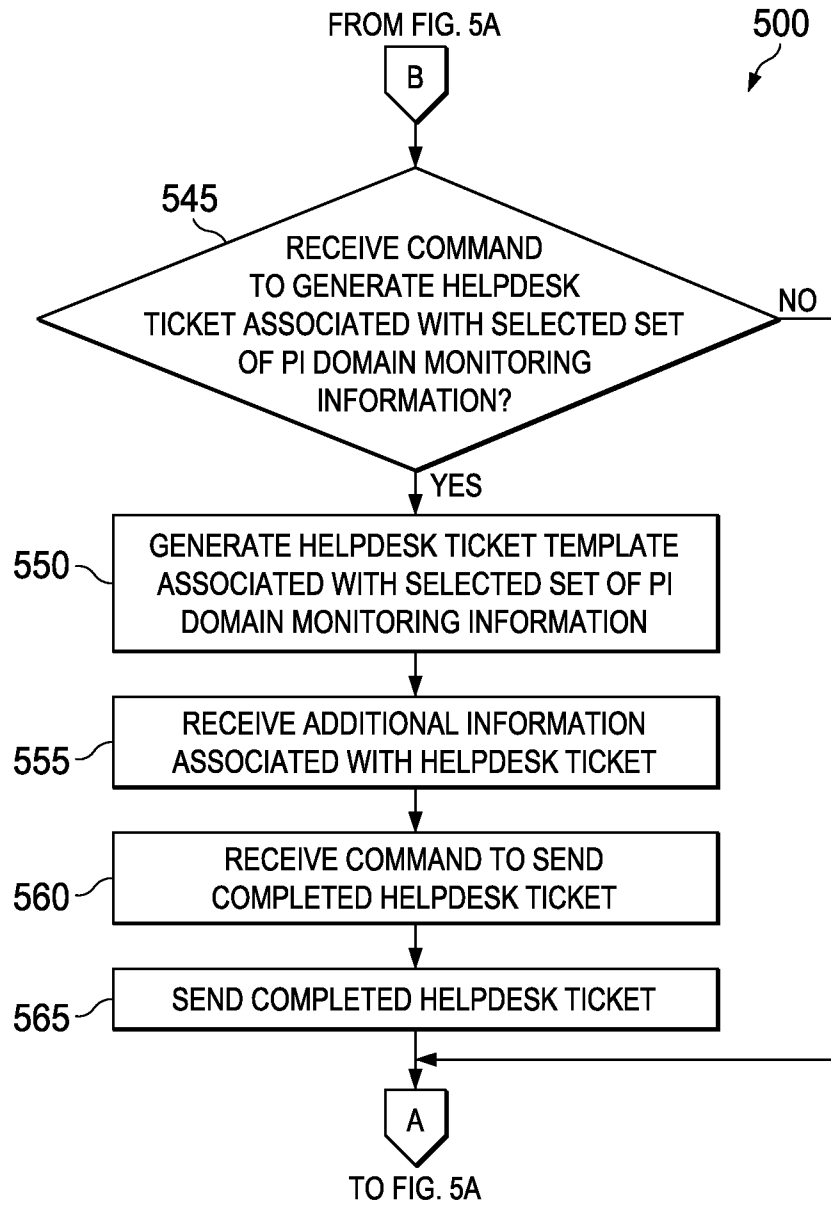 FROM FIG. 5A
500
B
545
RECEIVE COMMAND
TO GENERATE HELPDESK
TICKET ASSOCIATED WITH SELECTED SET
OF PI DOMAIN MONITORING
INFORMATION?
NO
YES
550
GENERATE HELPDESK TICKET TEMPLATE
ASSOCIATED WITH SELECTED SET OF PI
DOMAIN MONITORING INFORMATION
555
RECEIVE ADDITIONAL INFORMATION
ASSOCIATED WITH HELPDESK TICKET
560
RECEIVE COMMAND TO SEND
COMPLETED HELPDESK TICKET
565
SEND COMPLETED HELPDESK TICKET
A
TO FIG. 5A